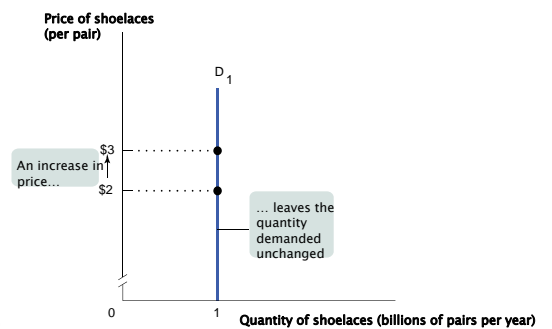 Price of shoelaces
(per pair)
D1
$3
An increase in
price...
$2
... leaves the
quantity
demanded
unchanged
0
1
Quantity of shoelaces (billions of pairs per year)